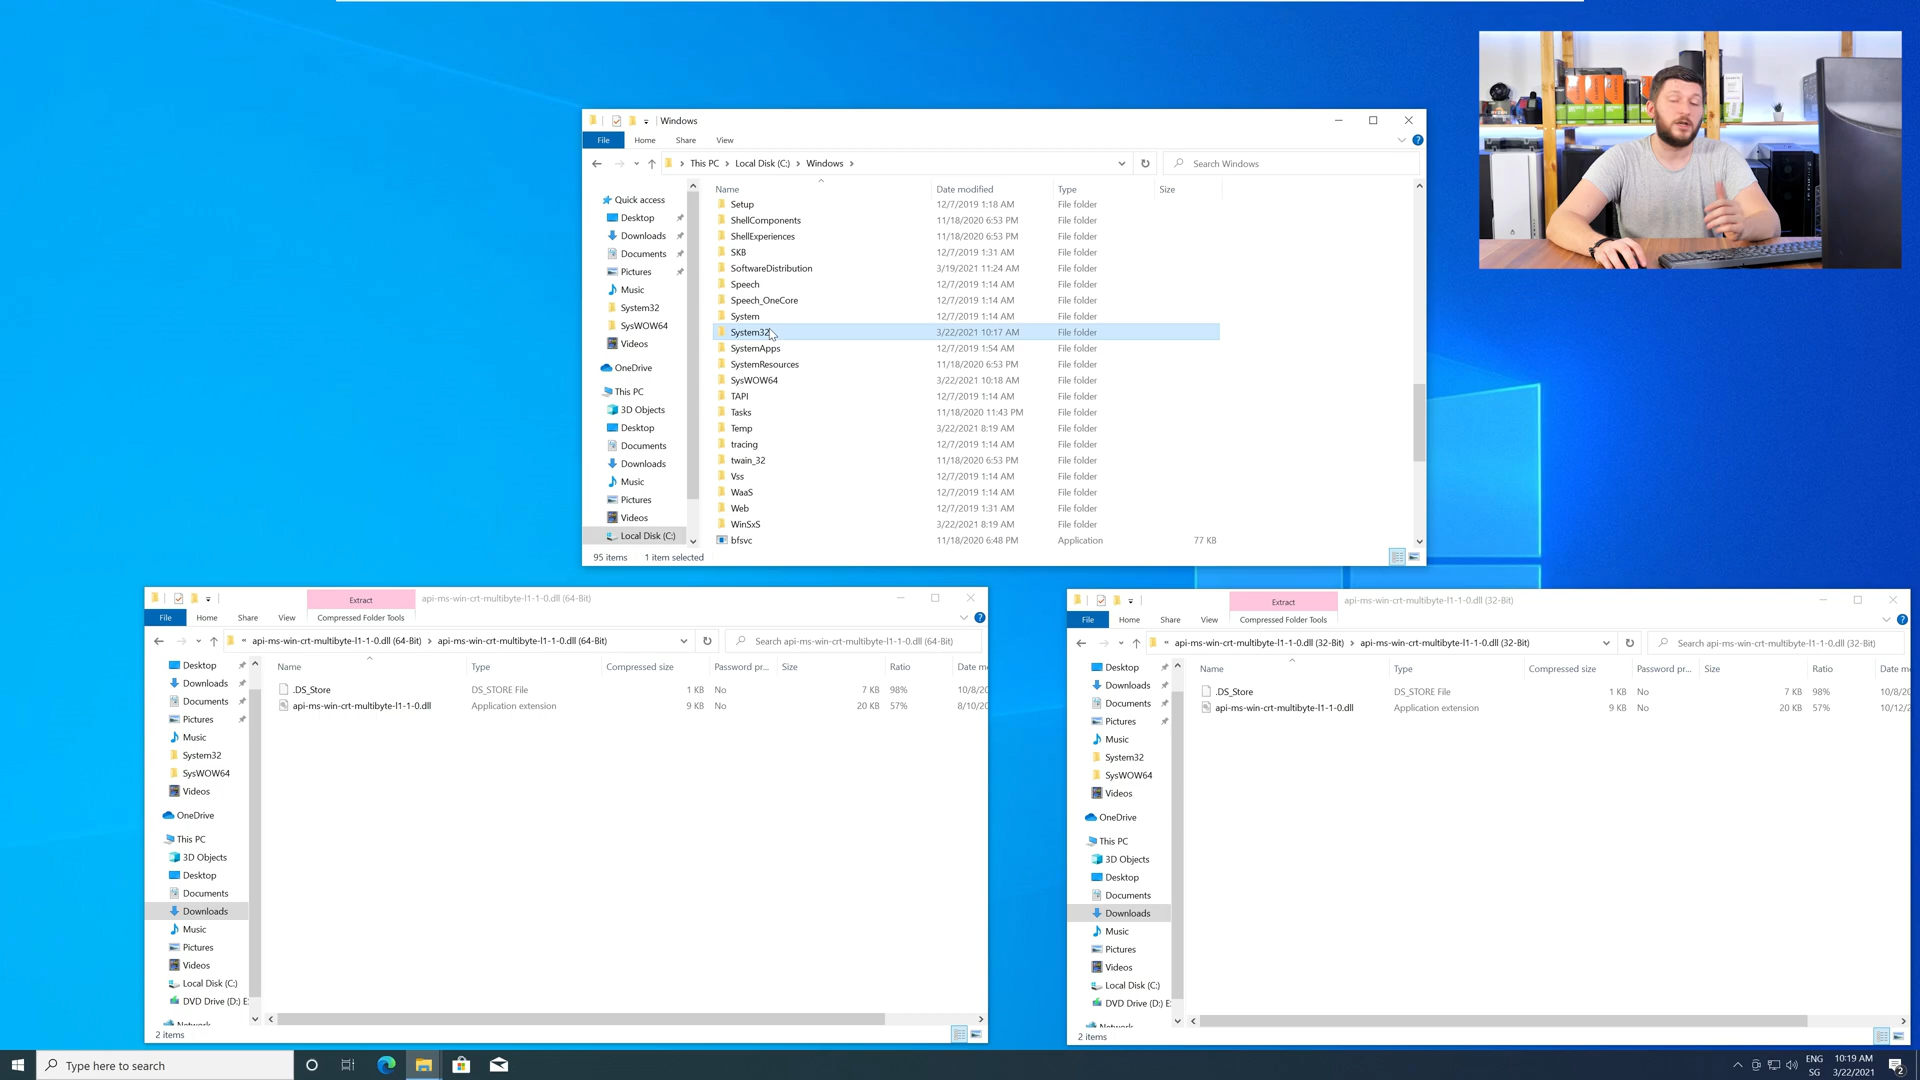 Windows
File Home Share View
This PC Local Disk (C:) Windows
Search Windows
Name Date modified Type Size
Quick access
Desktop
Downloads
Documents
Pictures
Music
System32
SysWOW64
Videos
OneDrive
This PC
3D Objects
Desktop
Documents
Downloads
Music
Pictures
Videos
Local Disk (C:)
Setup 12/7/2019 1:18 AM File folder
ShellComponents 11/18/2020 6:53 PM File folder
ShellExperiences 11/18/2020 6:53 PM File folder
SKB 12/7/2019 1:31 AM File folder
SoftwareDistribution 3/19/2021 11:24 AM File folder
Speech 12/7/2019 1:14 AM File folder
Speech_OneCore 12/7/2019 1:14 AM File folder
System 12/7/2019 1:14 AM File folder
System32 3/22/2021 10:17 AM File folder
SystemApps 12/7/2019 1:54 AM File folder
SystemResources 11/18/2020 6:53 PM File folder
SysWOW64 3/22/2021 10:18 AM File folder
TAPI 12/7/2019 1:14 AM File folder
Tasks 11/18/2020 11:43 PM File folder
Temp 3/22/2021 8:19 AM File folder
tracing 12/7/2019 1:14 AM File folder
twain_32 11/18/2020 6:53 PM File folder
Vss 12/7/2019 1:14 AM File folder
WaaS 12/7/2019 1:14 AM File folder
Web 12/7/2019 1:31 AM File folder
WinSxS 3/22/2021 8:19 AM File folder
bfsvc 11/18/2020 6:48 PM Application 77 KB
95 items 1 item selected
Extract api-ms-win-crt-multibyte-l1-1-0.dll (64-Bit)
File Home Share View Compressed Folder Tools
« api-ms-win-crt-multibyte-l1-1-0.dll (64-Bit) api-ms-win-crt-multibyte-l1-1-0.dll (64-Bit)
Search api-ms-win-crt-multibyte-l1-1-0.dll (64-Bit)
Name Type Compressed size Password pr... Size Ratio Date m
.DS_Store DS_STORE File 1 KB No 7 KB 98% 10/8/20
api-ms-win-crt-multibyte-l1-1-0.dll Application extension 9 KB No 20 KB 57% 8/10/20
Desktop
Downloads
Documents
Pictures
Music
System32
SysWOW64
Videos
OneDrive
This PC
3D Objects
Desktop
Documents
Downloads
Music
Pictures
Videos
Local Disk (C:)
DVD Drive (D:) E
Network
2 items
Extract api-ms-win-crt-multibyte-l1-1-0.dll (32-Bit)
File Home Share View Compressed Folder Tools
« api-ms-win-crt-multibyte-l1-1-0.dll (32-Bit) api-ms-win-crt-multibyte-l1-1-0.dll (32-Bit)
Search api-ms-win-crt-multibyte-l1-1-0.dll (32-Bit)
Name Type Compressed size Password pr... Size Ratio Date m
.DS_Store DS_STORE File 1 KB No 7 KB 98% 10/8/20
api-ms-win-crt-multibyte-l1-1-0.dll Application extension 9 KB No 20 KB 57% 10/12/2
Desktop
Downloads
Documents
Pictures
Music
System32
SysWOW64
Videos
OneDrive
This PC
3D Objects
Desktop
Documents
Downloads
Music
Pictures
Videos
Local Disk (C:)
DVD Drive (D:) E
Network
2 items
Type here to search
ENG
SG
10:19 AM
3/22/2021
2